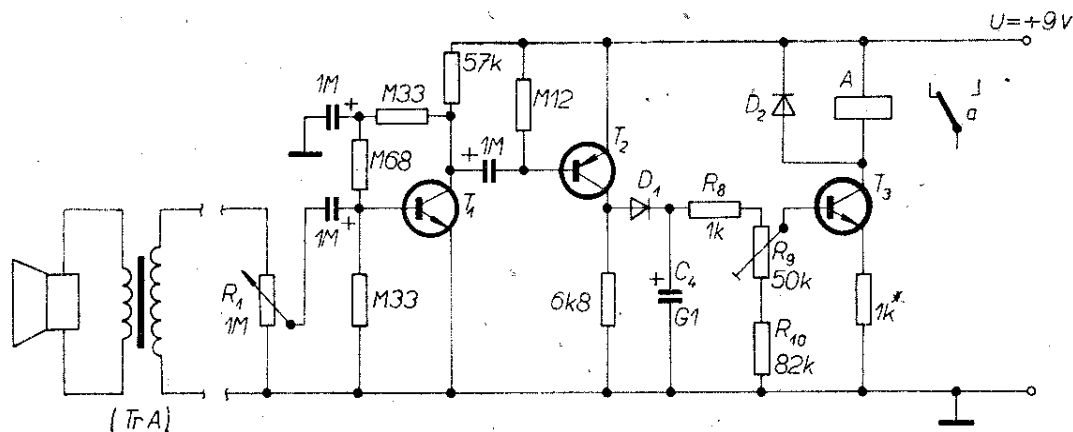 U=+9V
57k
1M
+
M33
M12
A
D₂
a
M68
+
1M
T₂
T₁
D₁
R₈
1k
T₃
1M
+
R₁
1M
M33
6k8
+
C₄
G1
R₉
50k
1k*
R₁₀
82k
(TrA)